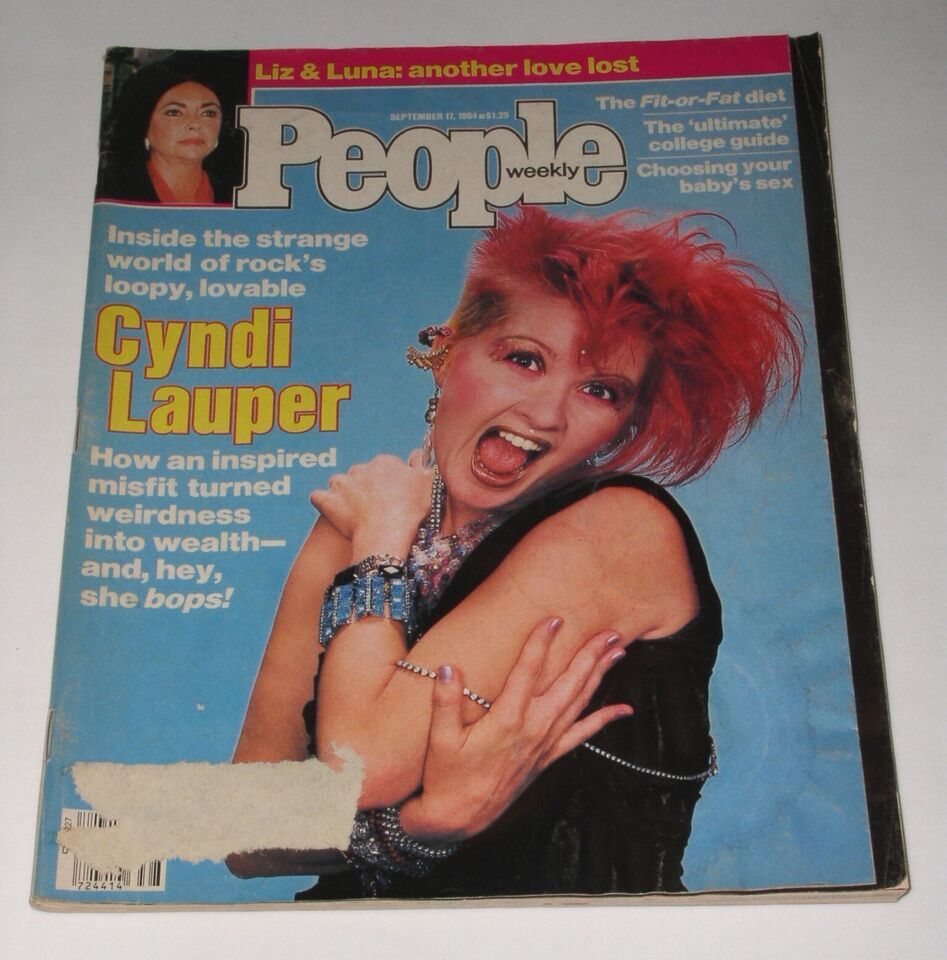 Liz & Luna: another love lost
SEPTEMBER 17, 1984 ■ $1.25
People
weekly
The Fit-or-Fat diet
The 'ultimate'
college guide
Choosing your
baby's sex
Inside the strange
world of rock's
loopy, lovable
Cyndi
Lauper
How an inspired
misfit turned
weirdness
into wealth—
and, hey,
she bops!
724414